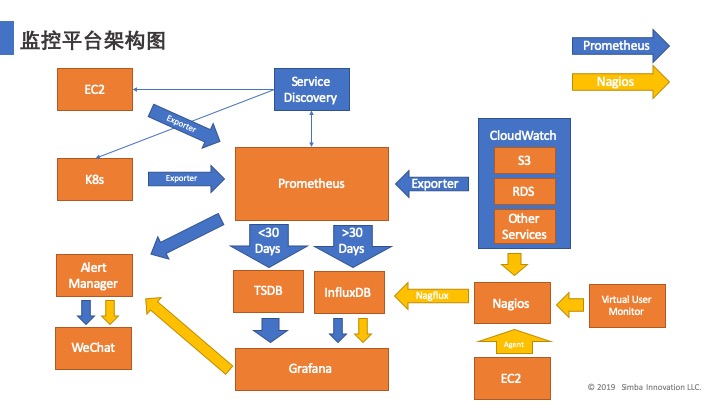 监控平台架构图
Prometheus
Nagios
EC2
Service
Discovery
Exporter
CloudWatch
S3
RDS
Other
Services
K8s
Exporter
Prometheus
Exporter
<30
Days
>30
Days
Alert
Manager
TSDB
InfluxDB
Nagflux
Nagios
Virtual User
Monitor
WeChat
Grafana
Agent
EC2
© 2019 Simba Innovation LLC.